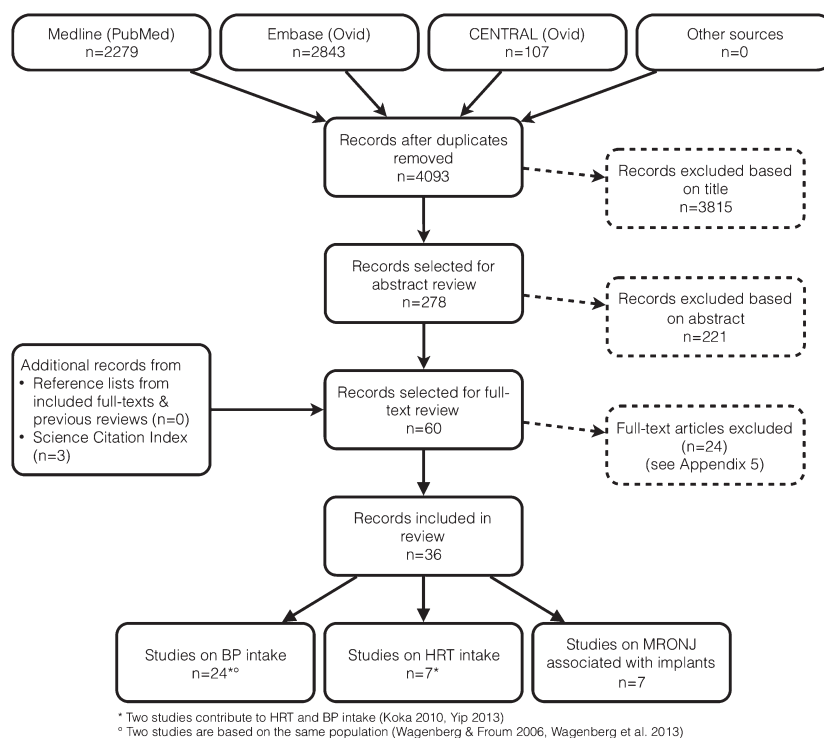 Medline (PubMed)
n=2279
Embase (Ovid)
n=2843
CENTRAL (Ovid)
n=107
Other sources
n=0
Records after duplicates
removed
n=4093
Records excluded based
on title
n=3815
Records selected for
abstract review
n=278
Records excluded based
on abstract
n=221
Additional records from
• Reference lists from
included full-texts &
previous reviews (n=0)
• Science Citation Index
(n=3)
Records selected for full-
text review
n=60
Full-text articles excluded
(n=24)
(see Appendix 5)
Records included in
review
n=36
Studies on BP intake
n=24*°
Studies on HRT intake
n=7*
Studies on MRONJ
associated with implants
n=7
* Two studies contribute to HRT and BP intake (Koka 2010, Yip 2013)
° Two studies are based on the same population (Wagenberg & Froum 2006, Wagenberg et al. 2013)